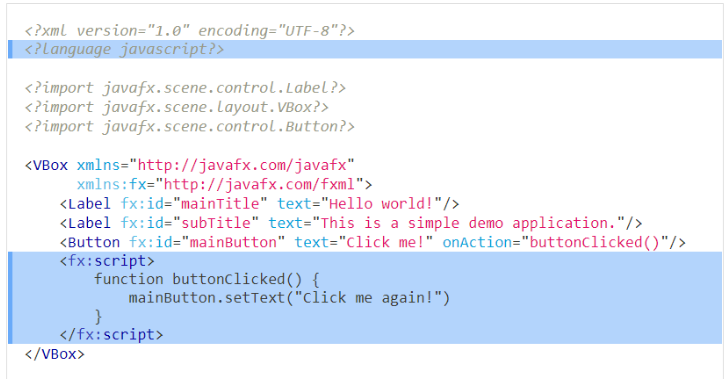 <?xml version="1.0" encoding="UTF-8"?>
<?language javascript?>
<?import javafx.scene.control.Label?>
<?import javafx.scene.layout.VBox?>
<?import javafx.scene.control.Button?>
<VBox xmlns="http://javafx.com/javafx"
xmlns:fx="http://javafx.com/fxml">
<Label fx:id="mainTitle" text="Hello world!"/>
<Label fx:id="subTitle" text="This is a simple demo application."/>
<Button fx:id="mainButton" text="Click me!" onAction="buttonClicked()"/>
<fx:script>
function buttonClicked() {
mainButton.setText("Click me again!")
}
</fx:script>
</VBox>